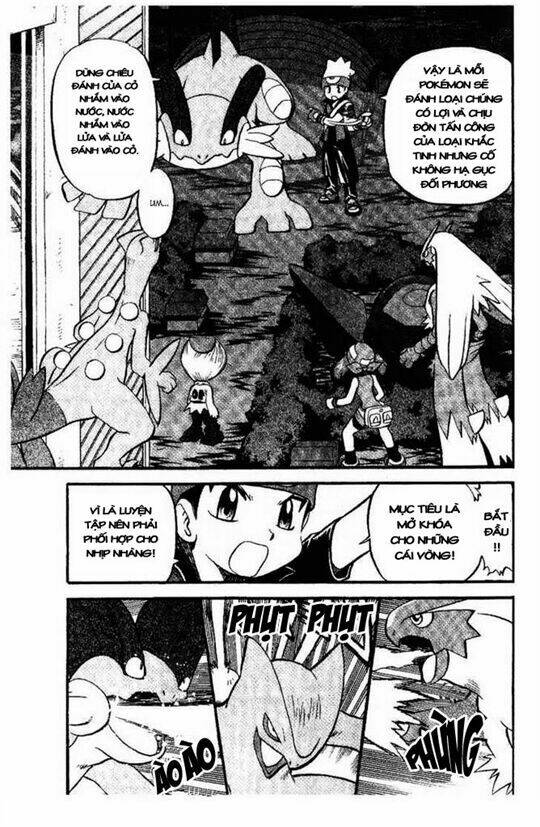 VẬY LÀ MỖI
POKÉMON SẼ
ĐÁNH LOẠI CHÚNG
CÓ LỢI VÀ CHỊU
ĐÒN TẤN CÔNG
CỦA LOẠI KHẮC
TINH NHƯNG CỐ
KHÔNG HẠ GỤC
ĐỐI PHƯƠNG
DÙNG CHIÊU
ĐÁNH CỦA CỎ
NHẮM VÀO
NƯỚC, NƯỚC
NHẮM VÀO
LỬA VÀ LỬA
ĐÁNH VÀO CỎ.
UM...
BẮT
ĐẦU
!!
MỤC TIÊU LÀ
MỞ KHÓA
CHO NHỮNG
CÁI VÒNG!
VÌ LÀ LUYỆN
TẬP NÊN PHẢI
PHỐI HỢP CHO
NHỊP NHÀNG!
PHỪNG
PHỤT PHỤT
ÀO ÀO